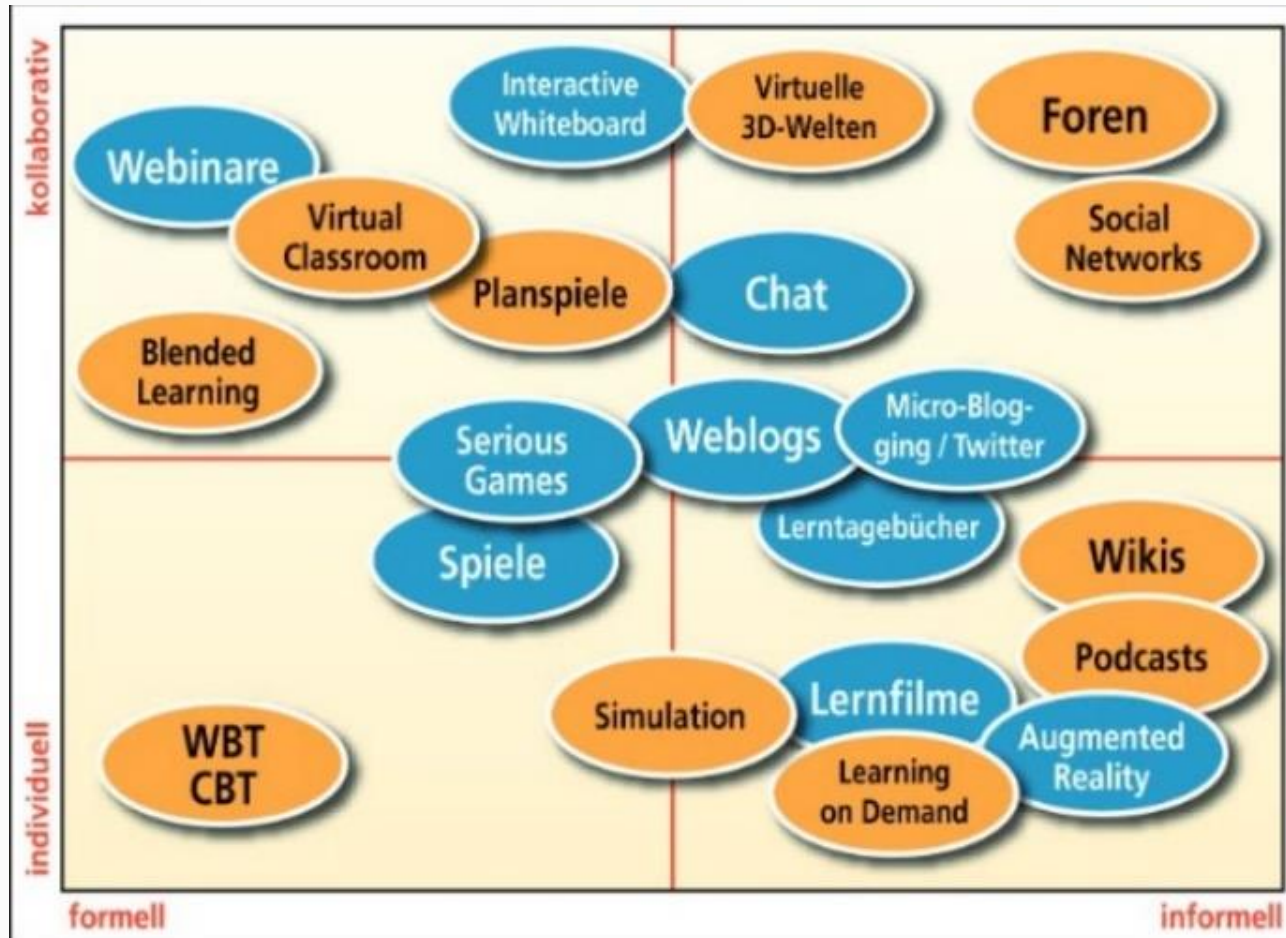 kollaborativ
Interactive
Whiteboard
Virtuelle
3D-Welten
Foren
Webinare
Virtual
Classroom
Social
Networks
Planspiele
Chat
Blended
Learning
Serious
Games
Weblogs
Micro-Blog-
ging / Twitter
Lerntagebücher
Spiele
Wikis
Podcasts
Simulation
Lernfilme
WBT
CBT
Augmented
Reality
Learning
on Demand
individuell
formell
informell